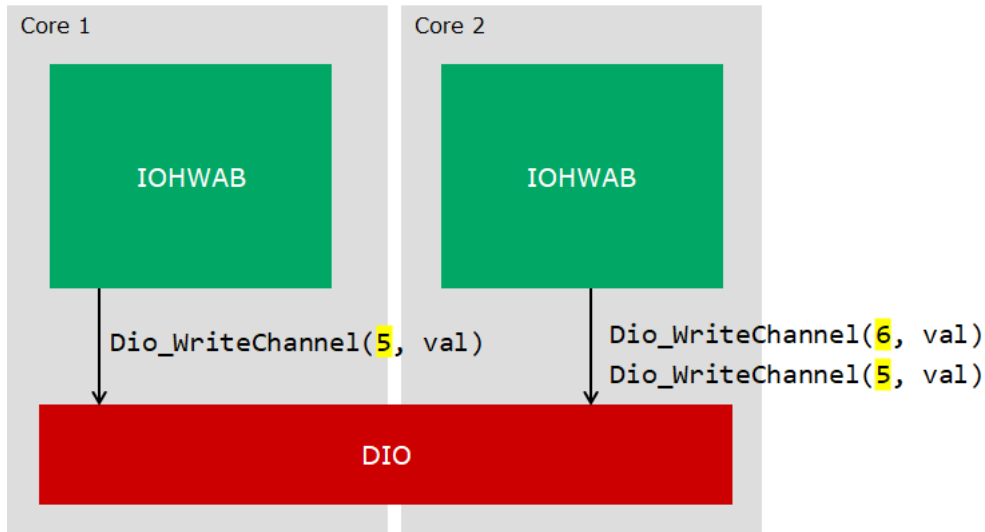 Core 1
Core 2
IOHWAB
IOHWAB
Dio_WriteChannel(5, val)
Dio_WriteChannel(6, val)
Dio_WriteChannel(5, val)
DIO